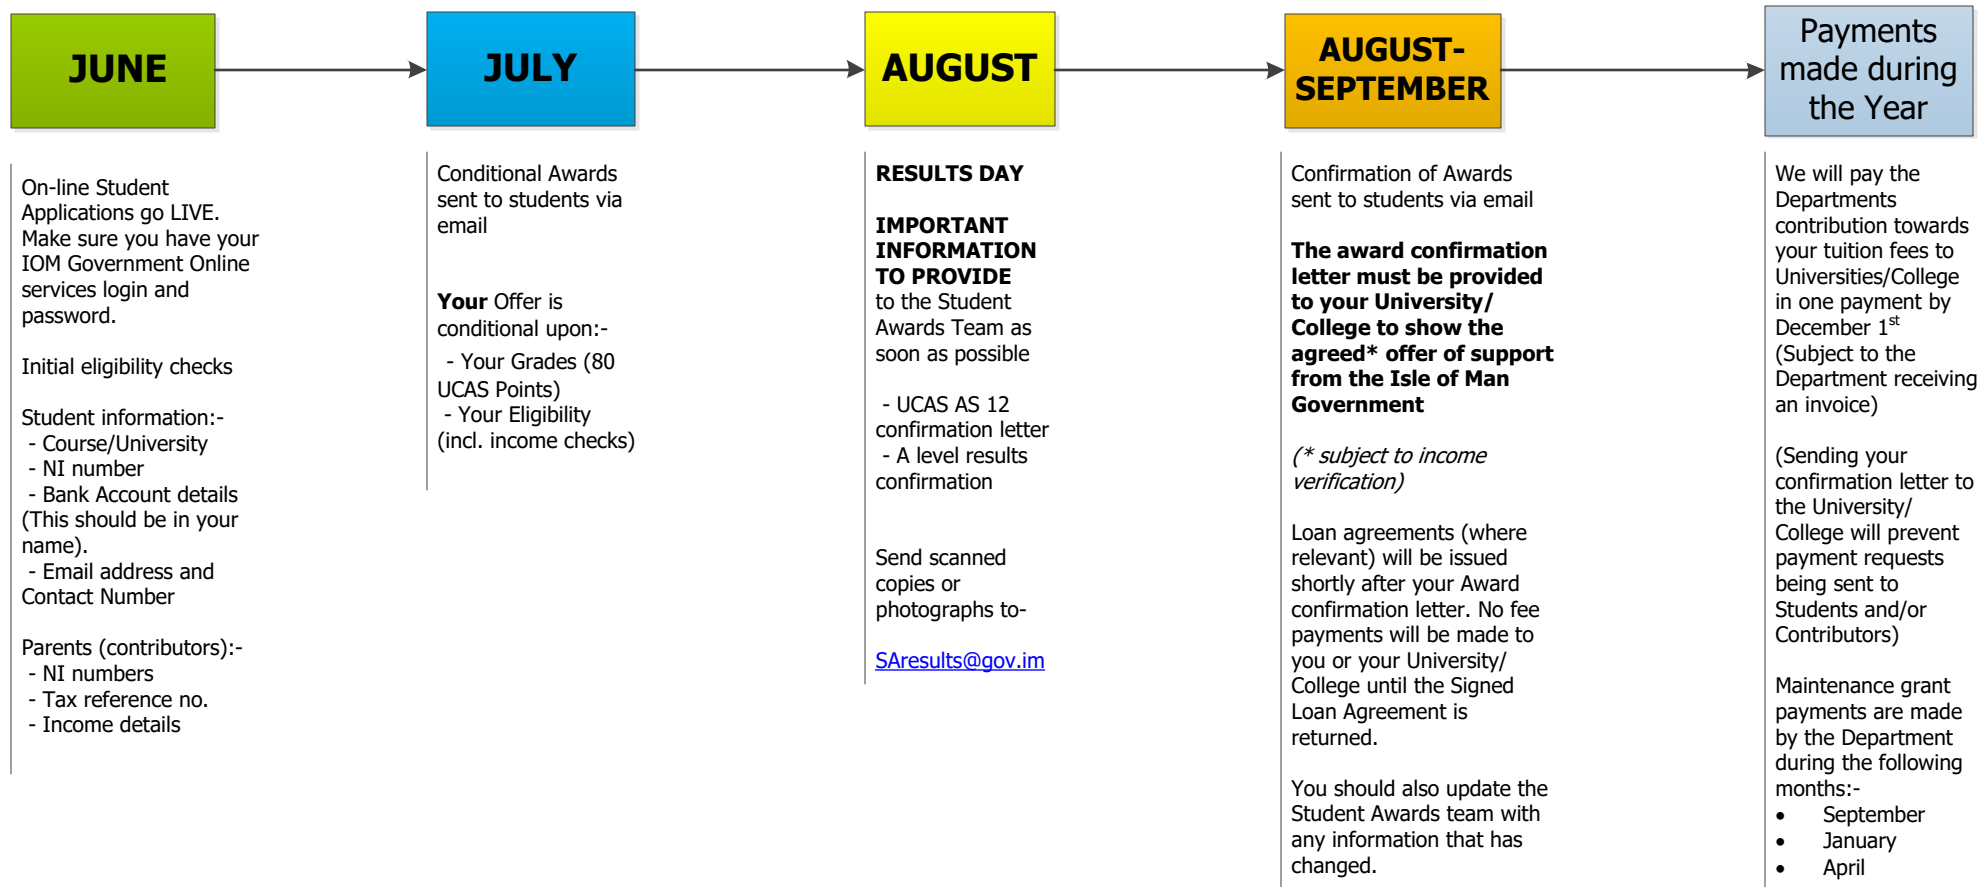 JUNE
On-line Student
Applications go LIVE.
Make sure you have your
IOM Government Online
services login and
password.
Initial eligibility checks
Student information:-
- Course/University
- NI number
- Bank Account details
(This should be in your
name).
- Email address and
Contact Number
Parents (contributors):-
- NI numbers
- Tax reference no.
- Income details
JULY
Conditional Awards
sent to students via
email
Your Offer is
conditional upon:-
- Your Grades (80
UCAS Points)
- Your Eligibility
(incl. income checks)
AUGUST
RESULTS DAY
IMPORTANT
INFORMATION
TO PROVIDE
to the Student
Awards Team as
soon as possible
- UCAS AS 12
confirmation letter
- A level results
confirmation
Send scanned
copies or
photographs to-
SAresults@gov.im
AUGUST-
SEPTEMBER
Confirmation of Awards
sent to students via email
The award confirmation
letter must be provided
to your University/
College to show the
agreed* offer of support
from the Isle of Man
Government
(* subject to income
verification)
Loan agreements (where
relevant) will be issued
shortly after your Award
confirmation letter. No fee
payments will be made to
you or your University/
College until the Signed
Loan Agreement is
returned.
You should also update the
Student Awards team with
any information that has
changed.
Payments
made during
the Year
We will pay the
Departments
contribution towards
your tuition fees to
Universities/College
in one payment by
December 1st
(Subject to the
Department receiving
an invoice)
(Sending your
confirmation letter to
the University/
College will prevent
payment requests
being sent to
Students and/or
Contributors)
Maintenance grant
payments are made
by the Department
during the following
months:-
• September
• January
• April